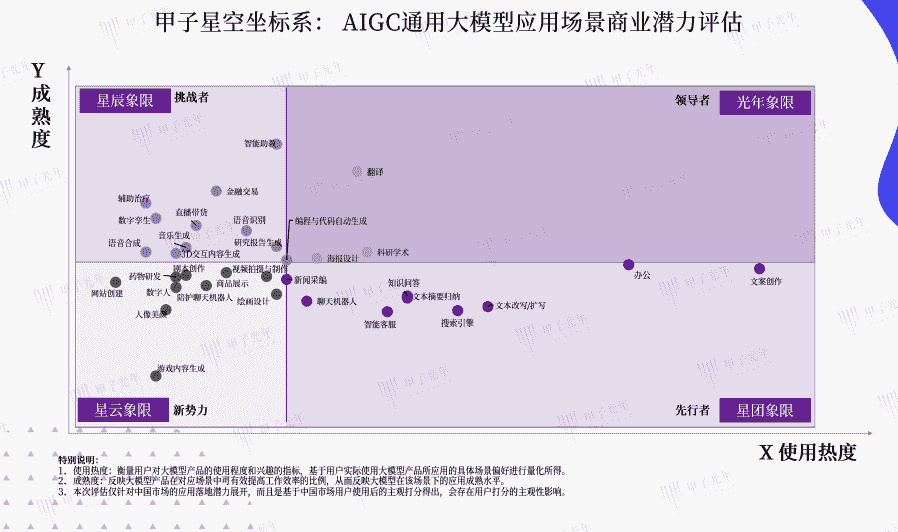 甲子星空坐标系： AIGC通用大模型应用场景商业潜力评估
Y
成
熟
度
星辰象限 挑战者
领导者 光年象限
智能助教
翻译
辅助治疗
金融交易
数字孪生
直播带货
语音识别
编程与代码自动生成
音乐生成
语音合成
研究报告生成
3D交互内容生成
海报设计
科研学术
剧本创作
视频拍摄与制作
药物研发
商品展示
新闻采编
知识问答
办公
文案创作
网站创建
数字人
陪护聊天机器人
绘画设计
聊天机器人
文本摘要归纳
文本改写/扩写
人像美颜
智能客服
搜索引擎
游戏内容生成
星云象限 新势力
先行者 星团象限
X 使用热度
特别说明：
1. 使用热度：衡量用户对大模型产品的使用程度和兴趣的指标，基于用户实际使用大模型产品所应用的具体场景偏好进行量化所得。
2. 成熟度：反映大模型产品在对应场景中可有效提高工作效率的比例，从而反映大模型在该场景下的应用成熟水平。
3. 本次评估仅针对中国市场的应用落地潜力展开，而且是基于中国市场用户使用后的主观打分得出，会存在用户打分的主观性影响。
甲子光年